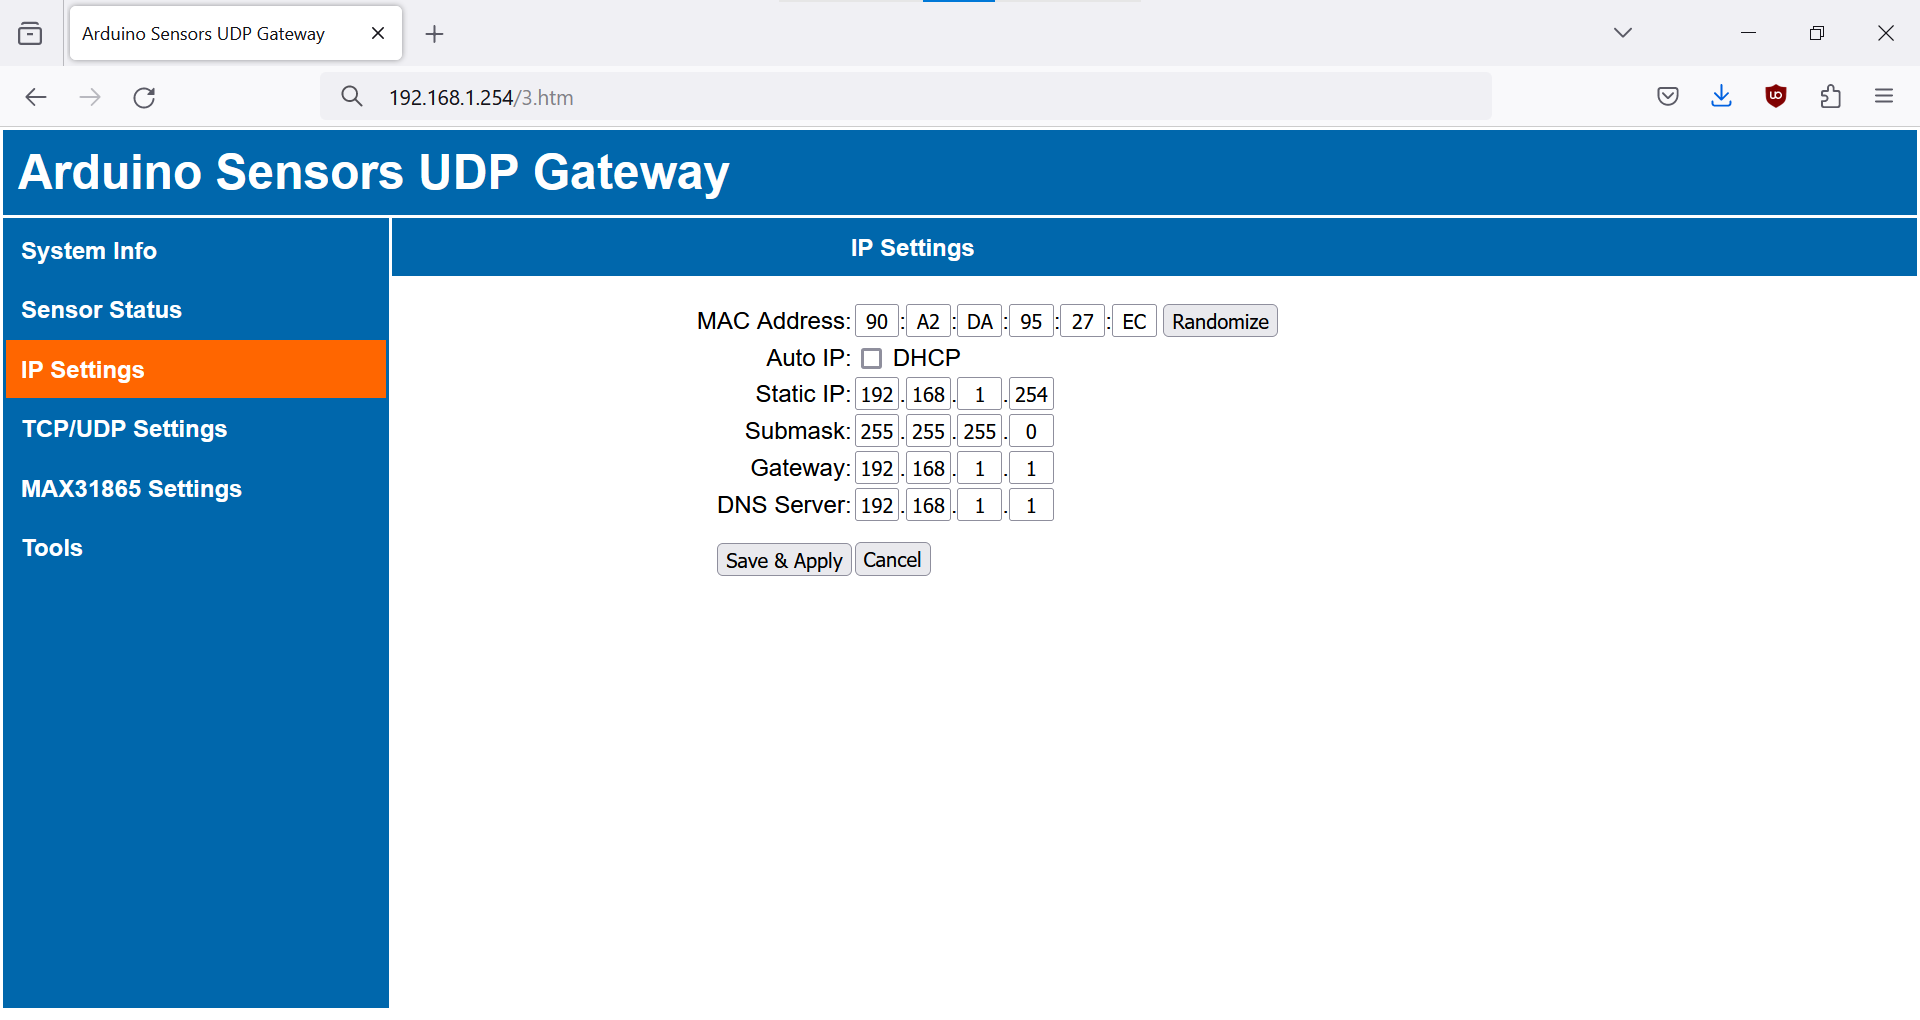 Arduino Sensors UDP Gateway
192.168.1.254/3.htm
Arduino Sensors UDP Gateway
System Info
Sensor Status
IP Settings
TCP/UDP Settings
MAX31865 Settings
Tools
IP Settings
MAC Address: 90 : A2 : DA : 95 : 27 : EC Randomize
Auto IP: DHCP
Static IP: 192 . 168 . 1 . 254
Submask: 255 . 255 . 255 . 0
Gateway: 192 . 168 . 1 . 1
DNS Server: 192 . 168 . 1 . 1
Save & Apply Cancel